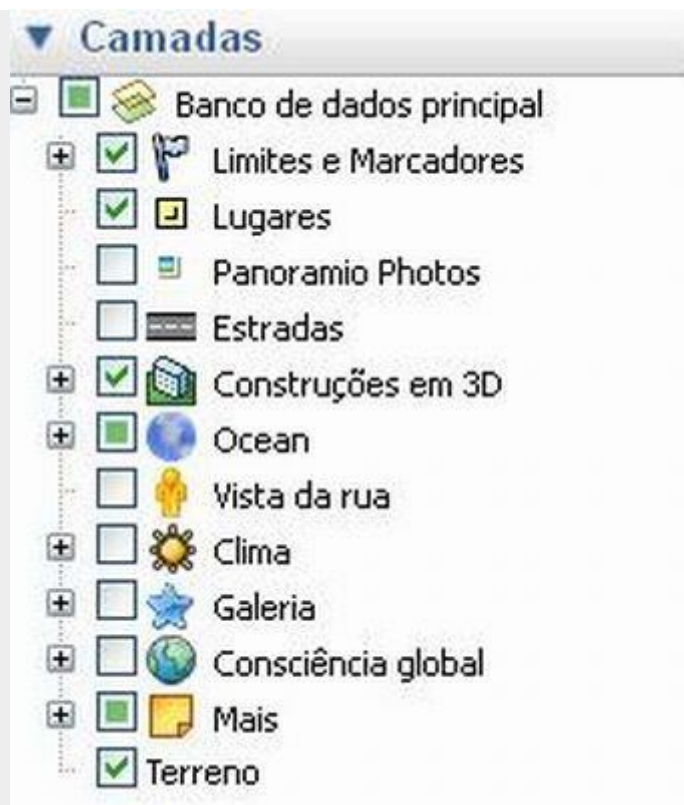 Camadas
Banco de dados principal
Limites e Marcadores
Lugares
Panoramio Photos
Estradas
Construções em 3D
Ocean
Vista da rua
Clima
Galeria
Consciência global
Mais
Terreno